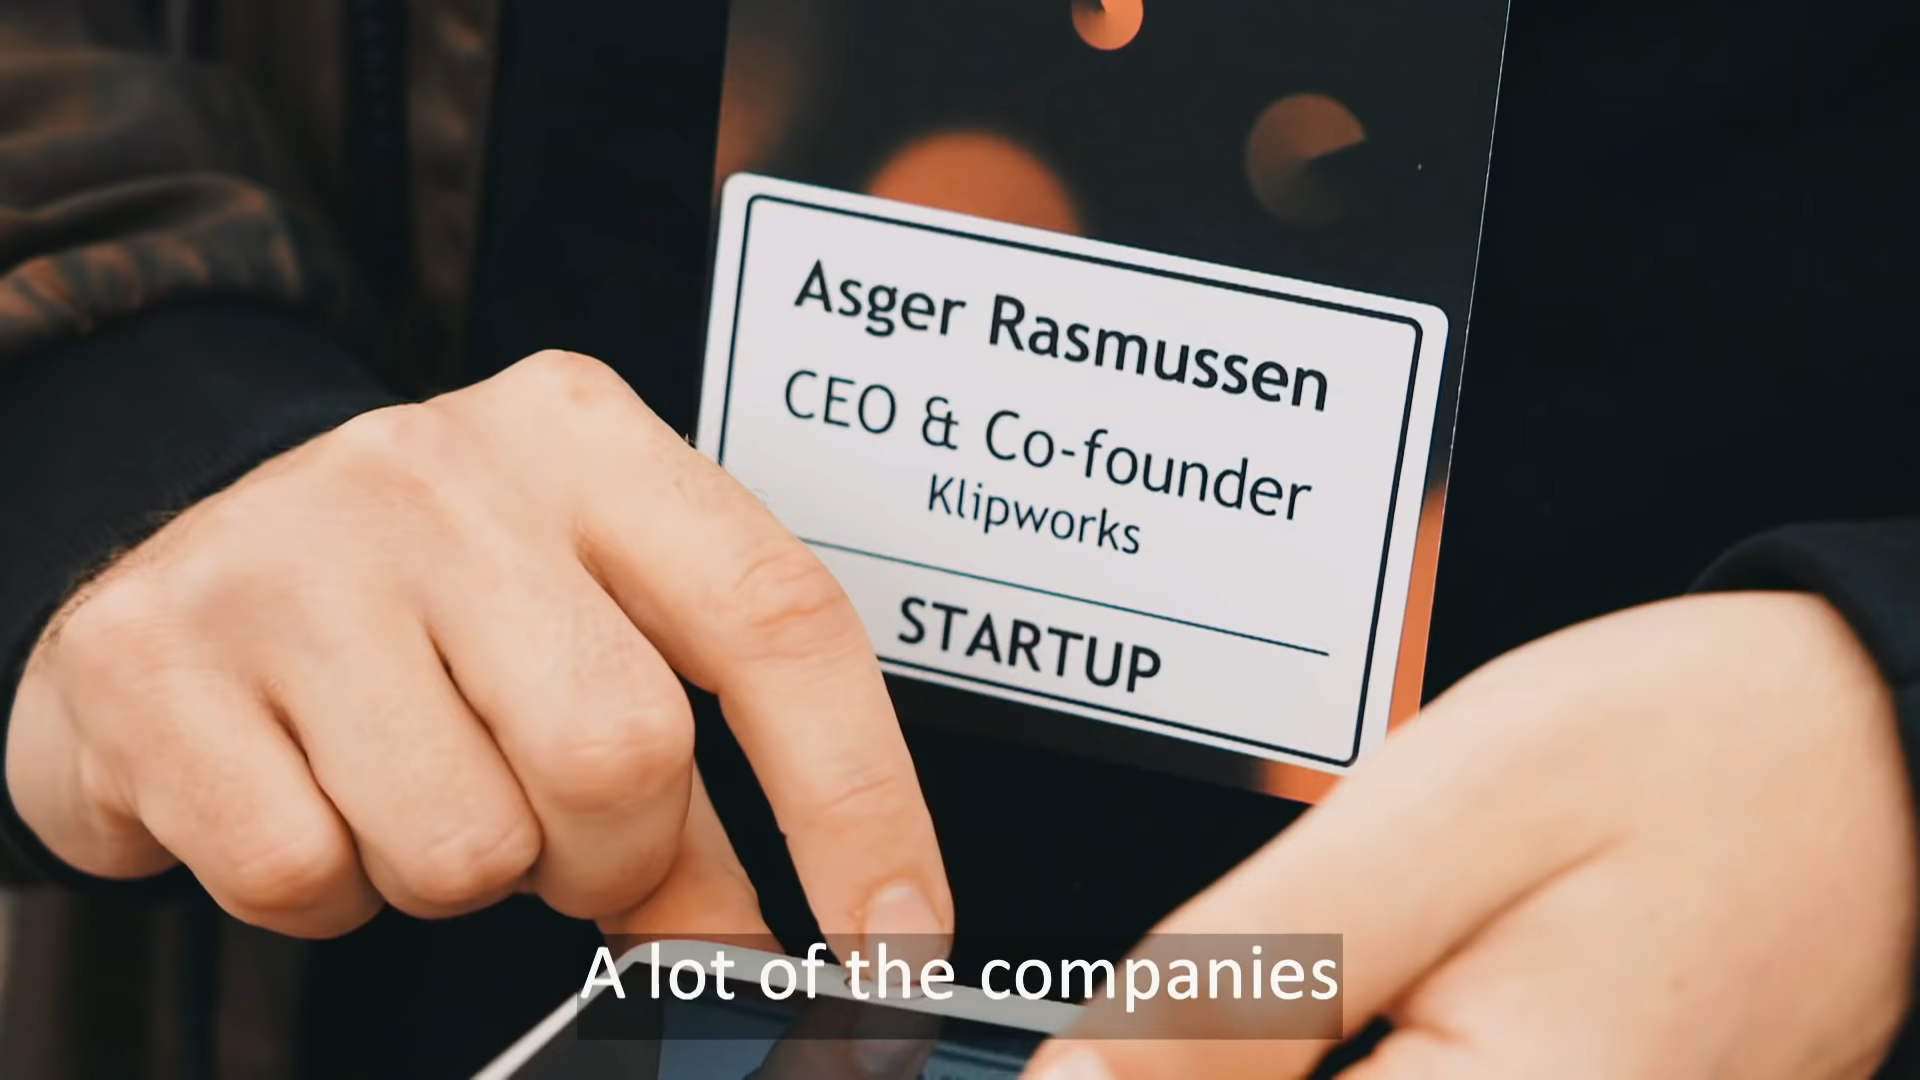 Asger Rasmussen
CEO & Co-founder
Klipworks
STARTUP
A lot of the companies